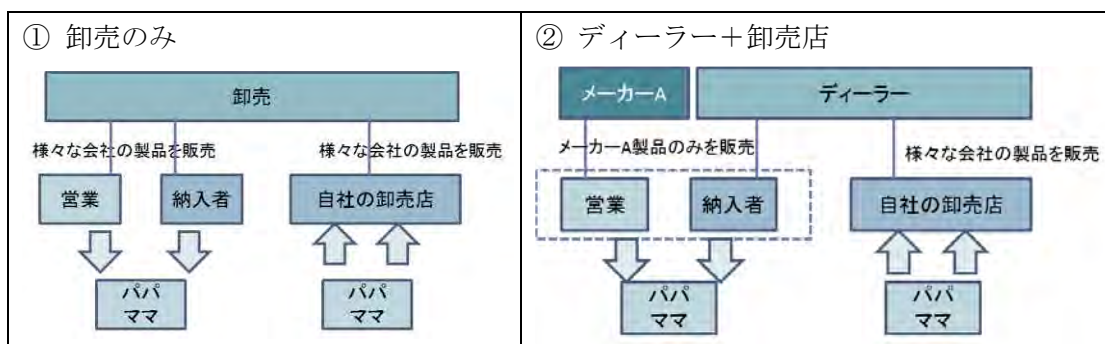 ① 卸売のみ
卸売
様々な会社の製品を販売
様々な会社の製品を販売
営業
納入者
自社の卸売店
パパ
ママ
パパ
ママ
② ディーラー＋卸売店
メーカーA
ディーラー
メーカーA製品のみを販売
様々な会社の製品を販売
営業
納入者
自社の卸売店
パパ
ママ
パパ
ママ